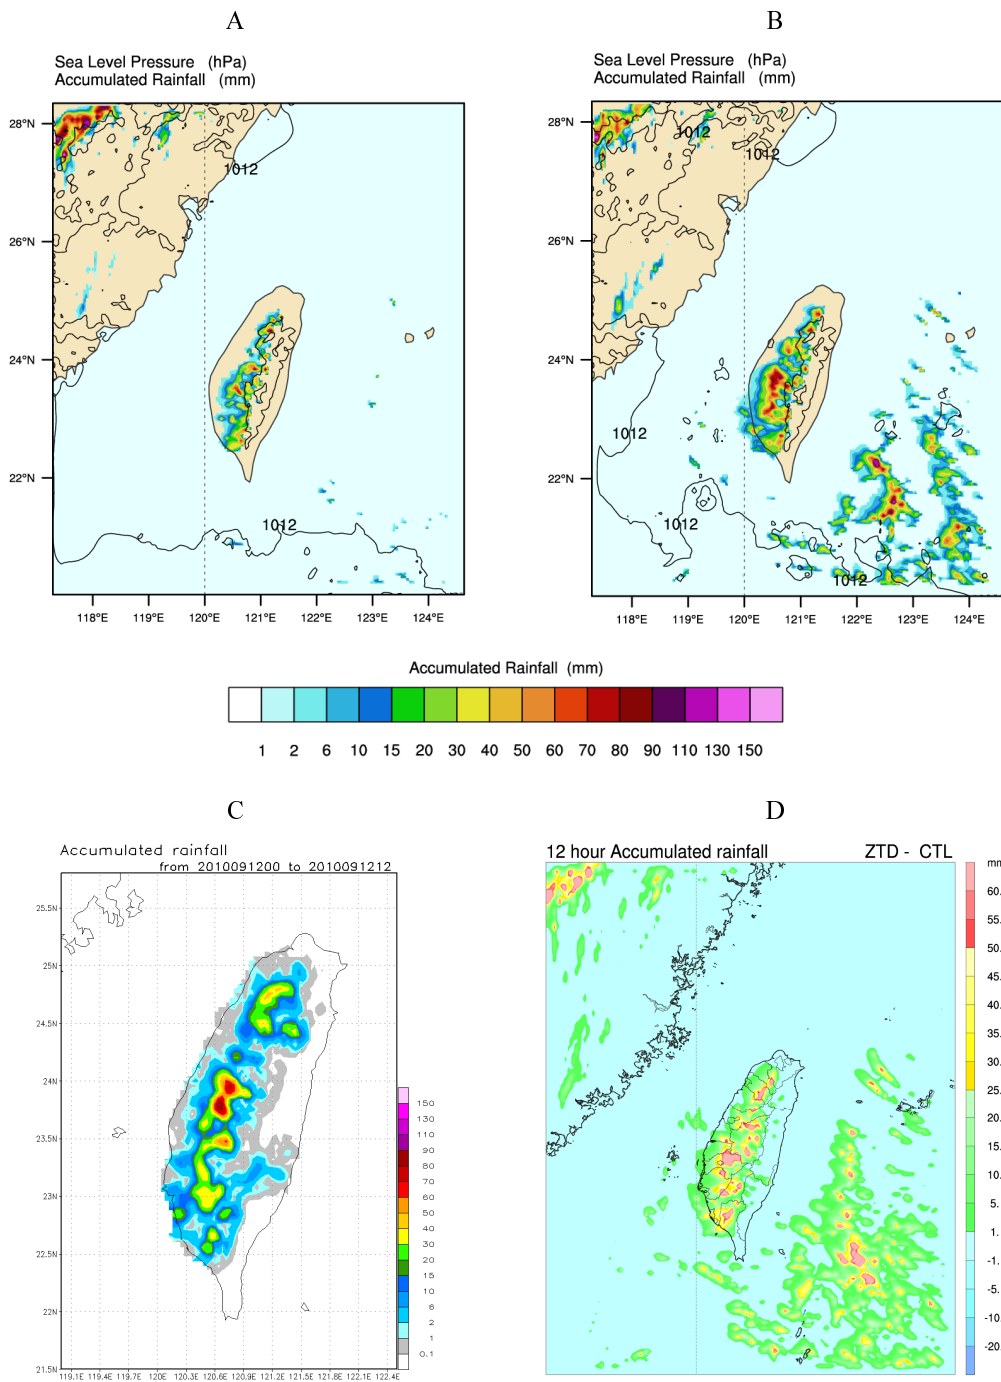 A
B
Sea Level Pressure (hPa)
Accumulated Rainfall (mm)
Sea Level Pressure (hPa)
Accumulated Rainfall (mm)
28°N
26°N
24°N
22°N
1012
1012
118°E 119°E 120°E 121°E 122°E 123°E 124°E
28°N
26°N
24°N
22°N
1012
1012
1012
1012
1012
118°E 119°E 120°E 121°E 122°E 123°E 124°E
Accumulated Rainfall (mm)
1 2 6 10 15 20 30 40 50 60 70 80 90 110 130 150
C
D
Accumulated rainfall
from 2010091200 to 2010091212
25.5N
25N
24.5N
24N
23.5N
23N
22.5N
22N
21.5N
119.1E 119.4E 119.7E 120E 120.3E 120.6E 120.9E 121.2E 121.5E 121.8E 122.1E 122.4E
150
130
110
90
80
70
60
50
40
30
20
15
10
6
2
1
0.1
12 hour Accumulated rainfall ZTD - CTL
mm
60.
55.
50.
45.
40.
35.
30.
25.
20.
15.
10.
5.
1.
-1.
-5.
-10.
-20.